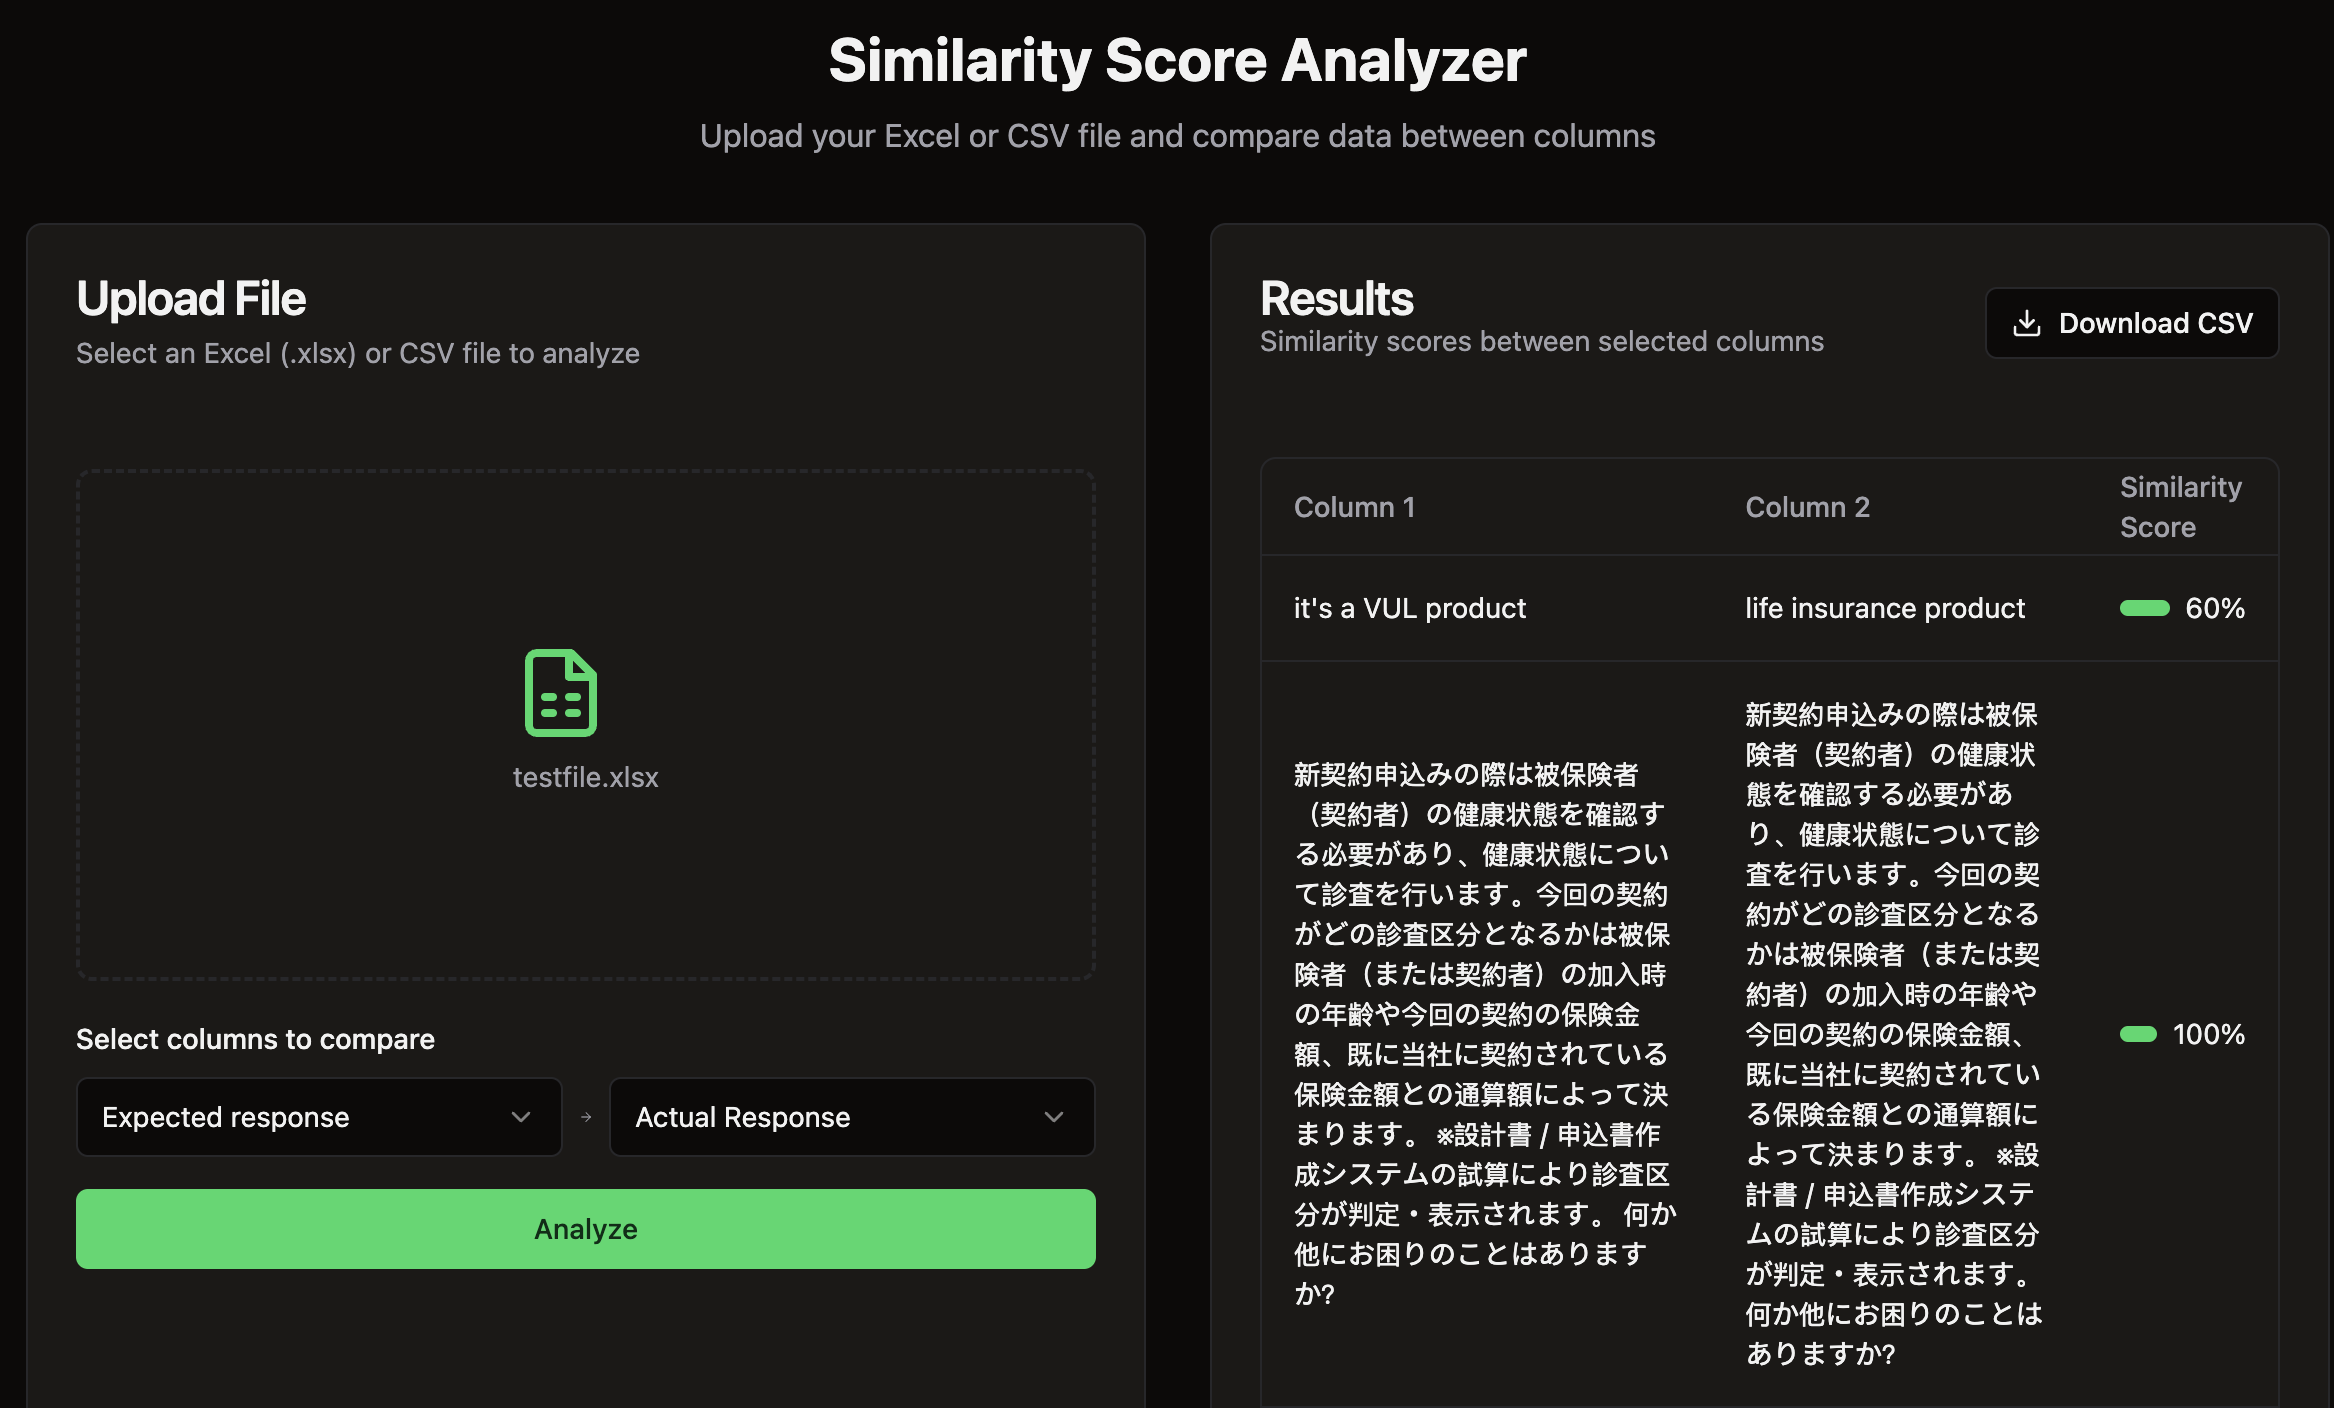 Similarity Score Analyzer
Upload your Excel or CSV file and compare data between columns
Upload File
Select an Excel (.xlsx) or CSV file to analyze
testfile.xlsx
Select columns to compare
Expected response
Actual Response
Analyze
Results
Similarity scores between selected columns
Download CSV
Column 1
Column 2
Similarity
Score
it's a VUL product
life insurance product
60%
新契約申込みの際は被保険者
（契約者）の健康状態を確認す
る必要があり、健康状態につい
て診査を行います。今回の契約
がどの診査区分となるかは被保
険者（または契約者）の加入時
の年齢や今回の契約の保険金
額、既に当社に契約されている
保険金額との通算額によって決
まります。 ※設計書 / 申込書作
成システムの試算により診査区
分が判定・表示されます。 何か
他にお困りのことはあります
か?
新契約申込みの際は被保
険者（契約者）の健康状
態を確認する必要があ
り、健康状態について診
査を行います。今回の契
約がどの診査区分となる
かは被保険者（または契
約者）の加入時の年齢や
今回の契約の保険金額、
既に当社に契約されてい
る保険金額との通算額に
よって決まります。 ※設
計書 / 申込書作成システ
ムの試算により診査区分
が判定・表示されます。
何か他にお困りのことは
ありますか?
100%